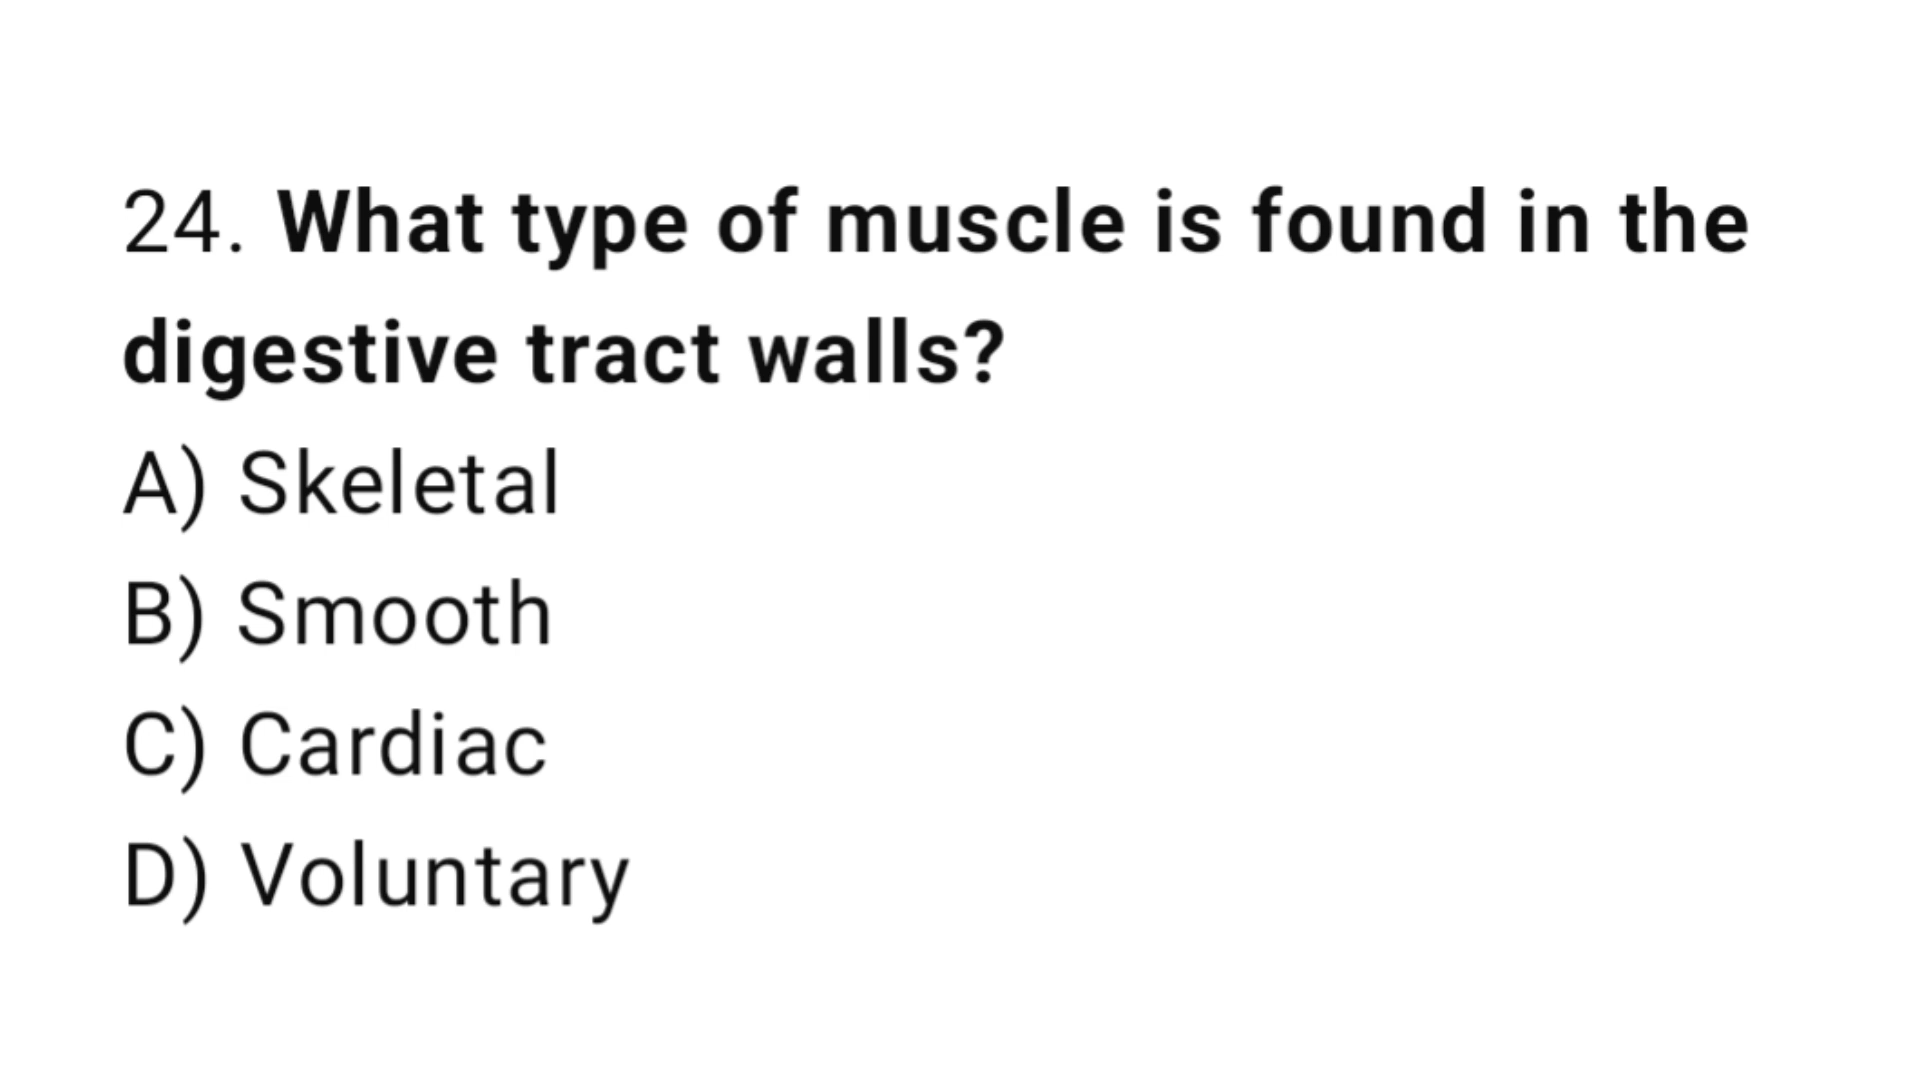 24. What type of muscle is found in the
digestive tract walls?
A) Skeletal
B) Smooth
C) Cardiac
D) Voluntary